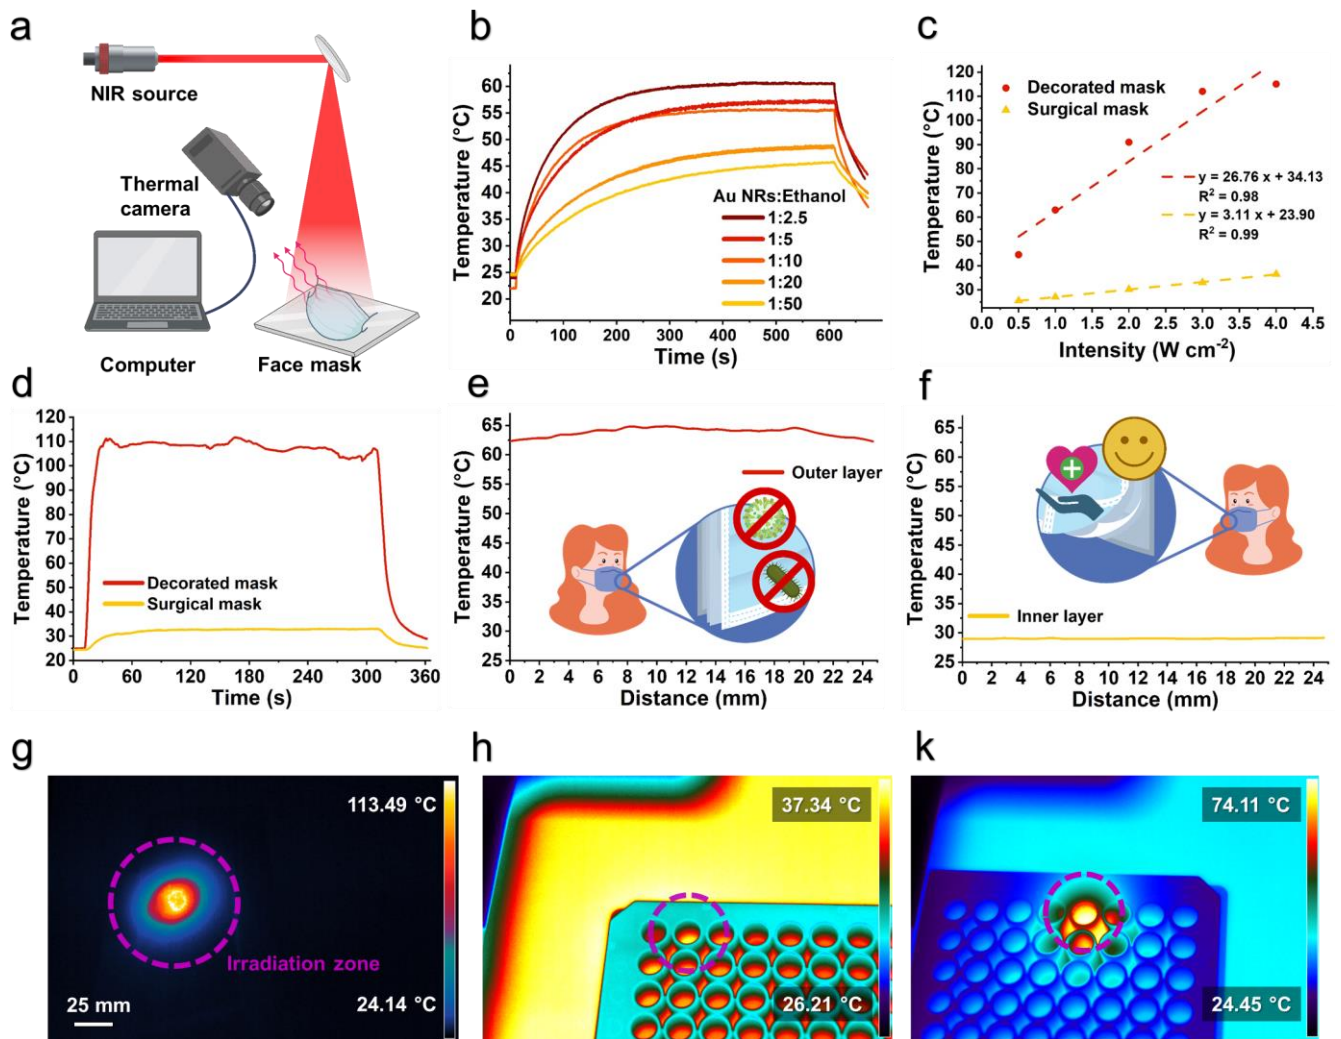 a
NIR source
Thermal
camera
Computer
Face mask
b
Temperature (°C)
60
55
50
45
40
35
30
25
20
Au NRs:Ethanol
1:2.5
1:5
1:10
1:20
1:50
0 100 200 300 400 500 600
Time (s)
c
Temperature (°C)
120
110
100
90
80
70
60
50
40
30
Decorated mask
Surgical mask
y = 26.76 x + 34.13
R² = 0.98
y = 3.11 x + 23.90
R² = 0.99
0.0 0.5 1.0 1.5 2.0 2.5 3.0 3.5 4.0 4.5
Intensity (W cm⁻²)
d
Temperature (°C)
120
110
100
90
80
70
60
50
40
30
20
Decorated mask
Surgical mask
0 60 120 180 240 300 360
Time (s)
e
Temperature (°C)
65
60
55
50
45
40
35
30
25
Outer layer
0 2 4 6 8 10 12 14 16 18 20 22 24
Distance (mm)
f
Temperature (°C)
65
60
55
50
45
40
35
30
25
Inner layer
0 2 4 6 8 10 12 14 16 18 20 22 24
Distance (mm)
g
113.49 °C
Irradiation zone
25 mm
24.14 °C
h
37.34 °C
26.21 °C
k
74.11 °C
24.45 °C